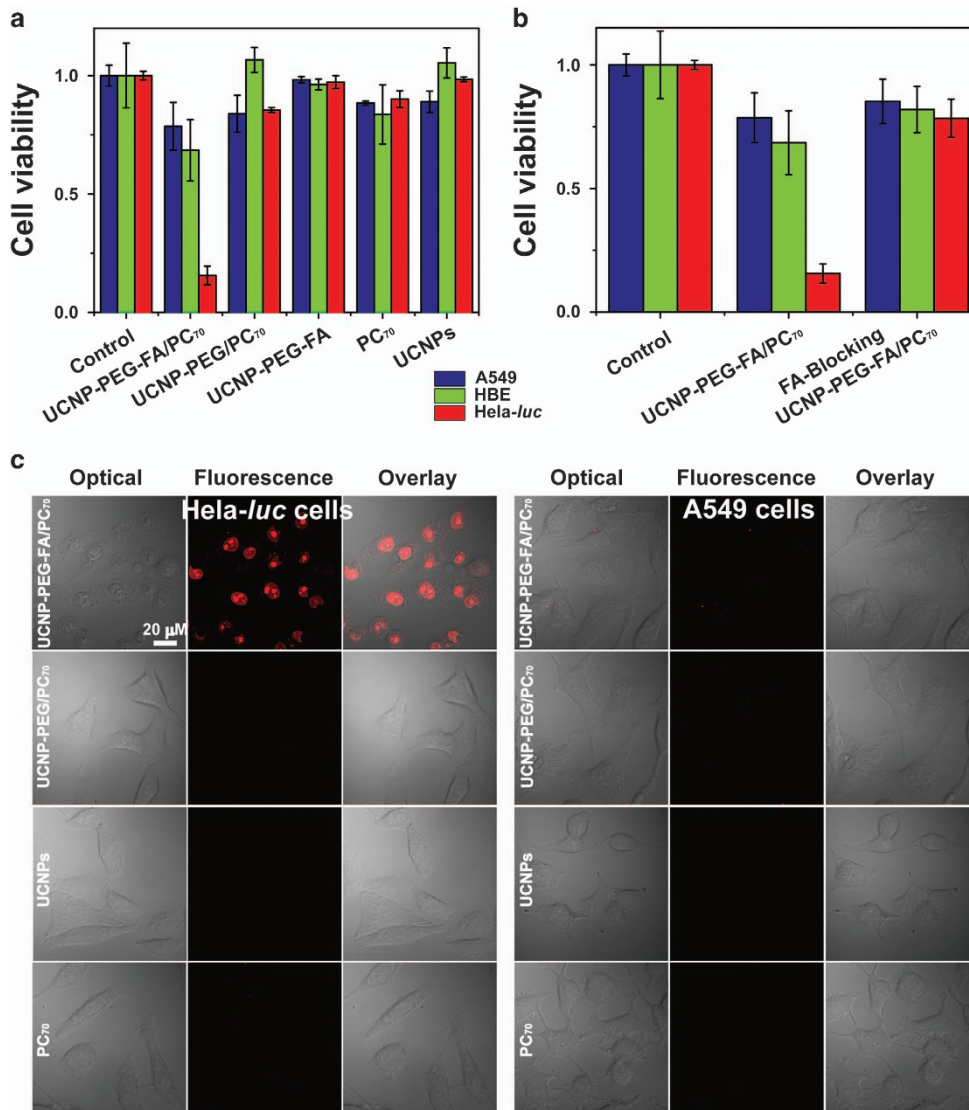 a
Cell viability
1.0
0.5
0.0
Control
UCNP-PEG-FA/PC₇₀
UCNP-PEG/PC₇₀
UCNP-PEG-FA
PC₇₀
UCNPs
b
Cell viability
1.0
0.5
0.0
Control
UCNP-PEG-FA/PC₇₀
FA-Blocking
UCNP-PEG-FA/PC₇₀
A549
HBE
Hela-luc
c
Optical
Fluorescence
Overlay
Hela-luc cells
UCNP-PEG-FA/PC₇₀
20 µM
UCNP-PEG/PC₇₀
UCNPs
PC₇₀
Optical
Fluorescence
Overlay
A549 cells
UCNP-PEG-FA/PC₇₀
UCNP-PEG/PC₇₀
UCNPs
PC₇₀